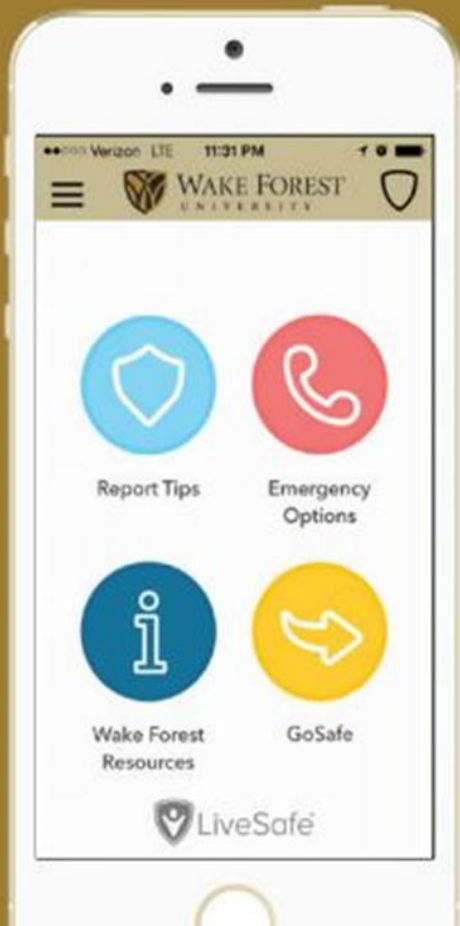 Verizon LTE 11:31 PM
WAKE FOREST
UNIVERSITY
Report Tips
Emergency
Options
Wake Forest
Resources
GoSafe
LiveSafe